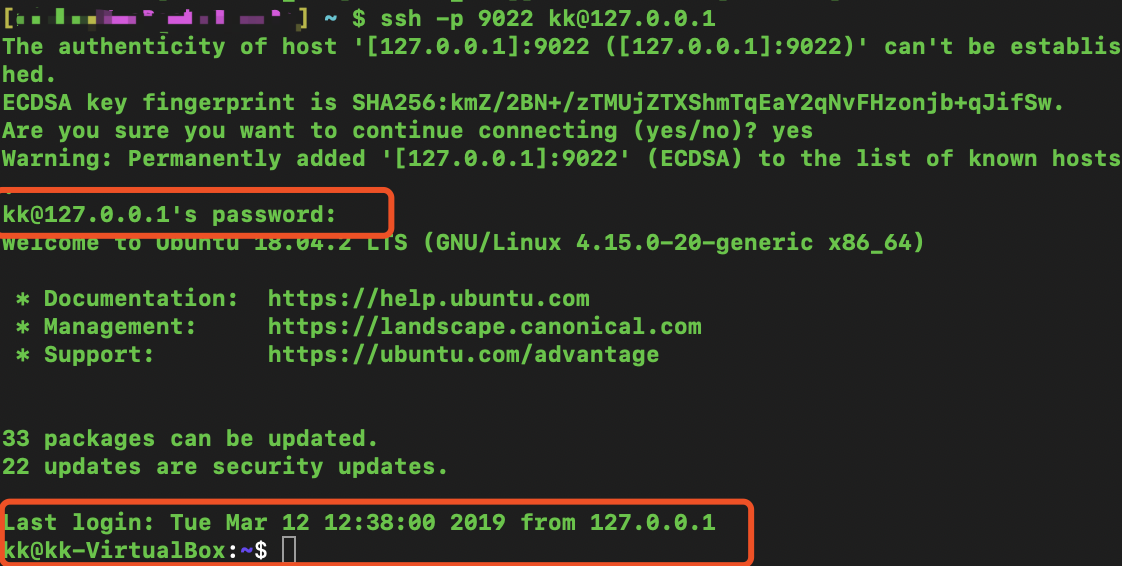 [ ] ~ $ ssh -p 9022 kk@127.0.0.1
The authenticity of host '[127.0.0.1]:9022 ([127.0.0.1]:9022)' can't be establis
hed.
ECDSA key fingerprint is SHA256:kmZ/2BN+/zTMUjZTXShmTqEaY2qNvFHzonjb+qJifSw.
Are you sure you want to continue connecting (yes/no)? yes
Warning: Permanently added '[127.0.0.1]:9022' (ECDSA) to the list of known hosts
.
kk@127.0.0.1's password:
Welcome to Ubuntu 18.04.2 LTS (GNU/Linux 4.15.0-20-generic x86_64)
* Documentation:  https://help.ubuntu.com
* Management:     https://landscape.canonical.com
* Support:        https://ubuntu.com/advantage
33 packages can be updated.
22 updates are security updates.
Last login: Tue Mar 12 12:38:00 2019 from 127.0.0.1
kk@kk-VirtualBox:~$